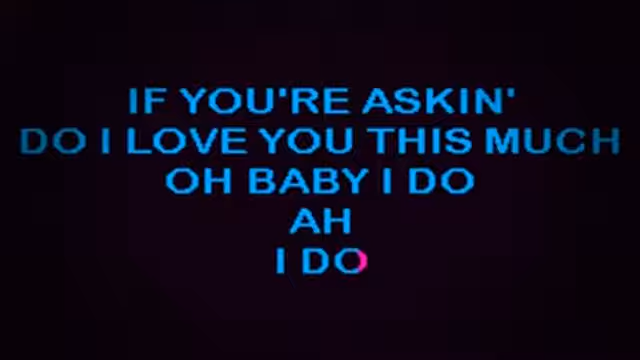 IF YOU'RE ASKIN'
DO I LOVE YOU THIS MUCH
OH BABY I DO
AH
I DO